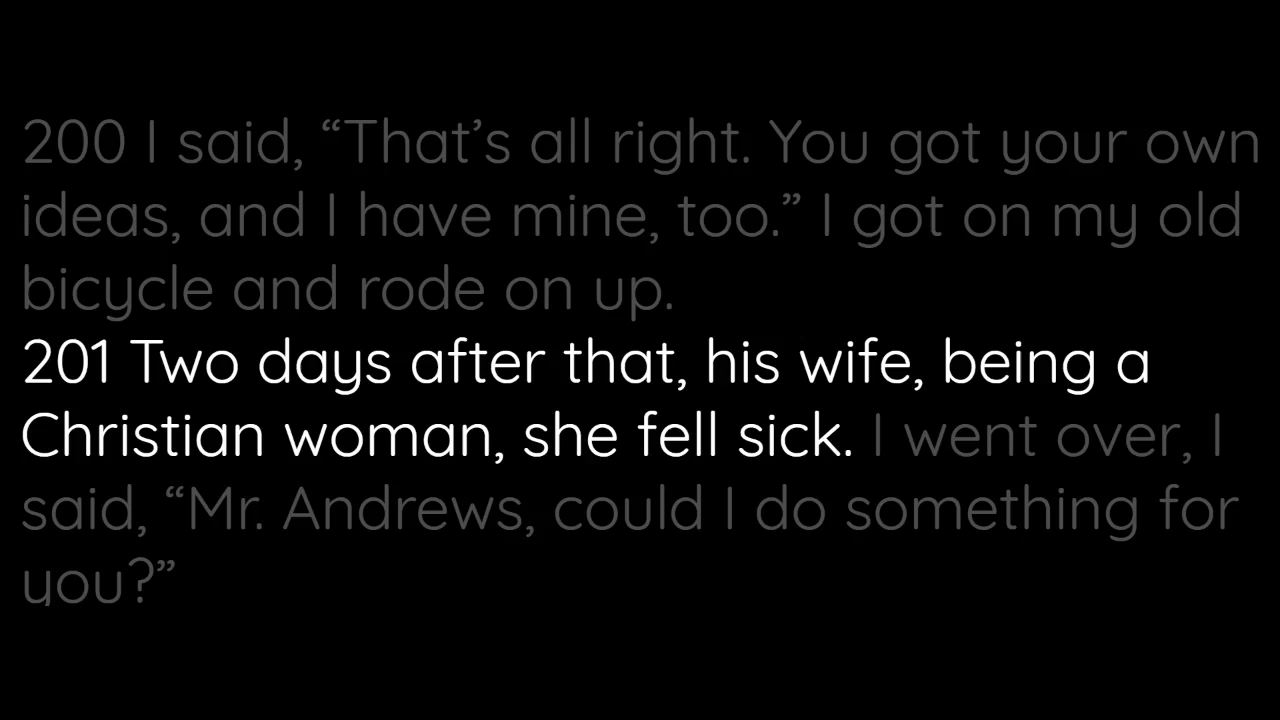 200 I said, “That’s all right. You got your own
ideas, and I have mine, too.” I got on my old
bicycle and rode on up.
201 Two days after that, his wife, being a
Christian woman, she fell sick. I went over, I
said, “Mr. Andrews, could I do something for
you?”